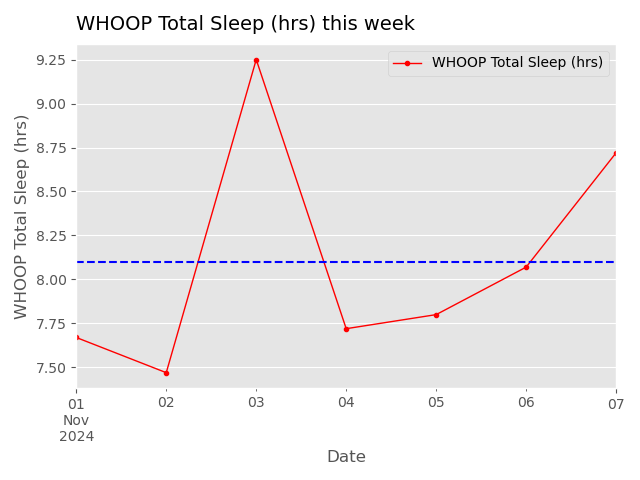 WHOOP Total Sleep (hrs) this week
WHOOP Total Sleep (hrs)
WHOOP Total Sleep (hrs)
9.25
9.00
8.75
8.50
8.25
8.00
7.75
7.50
01 02 03 04 05 06 07
Nov
2024
Date